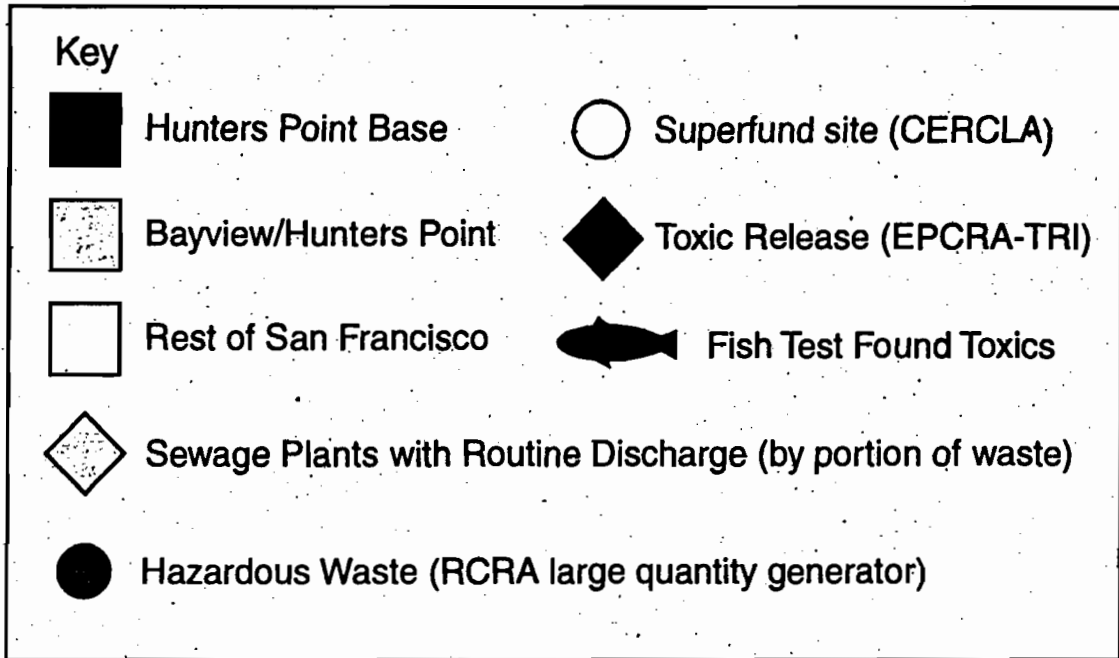 Key
Hunters Point Base
Superfund site (CERCLA)
Bayview/Hunters Point
Toxic Release (EPCRA-TRI)
Rest of San Francisco
Fish Test Found Toxics
Sewage Plants with Routine Discharge (by portion of waste)
Hazardous Waste (RCRA large quantity generator)